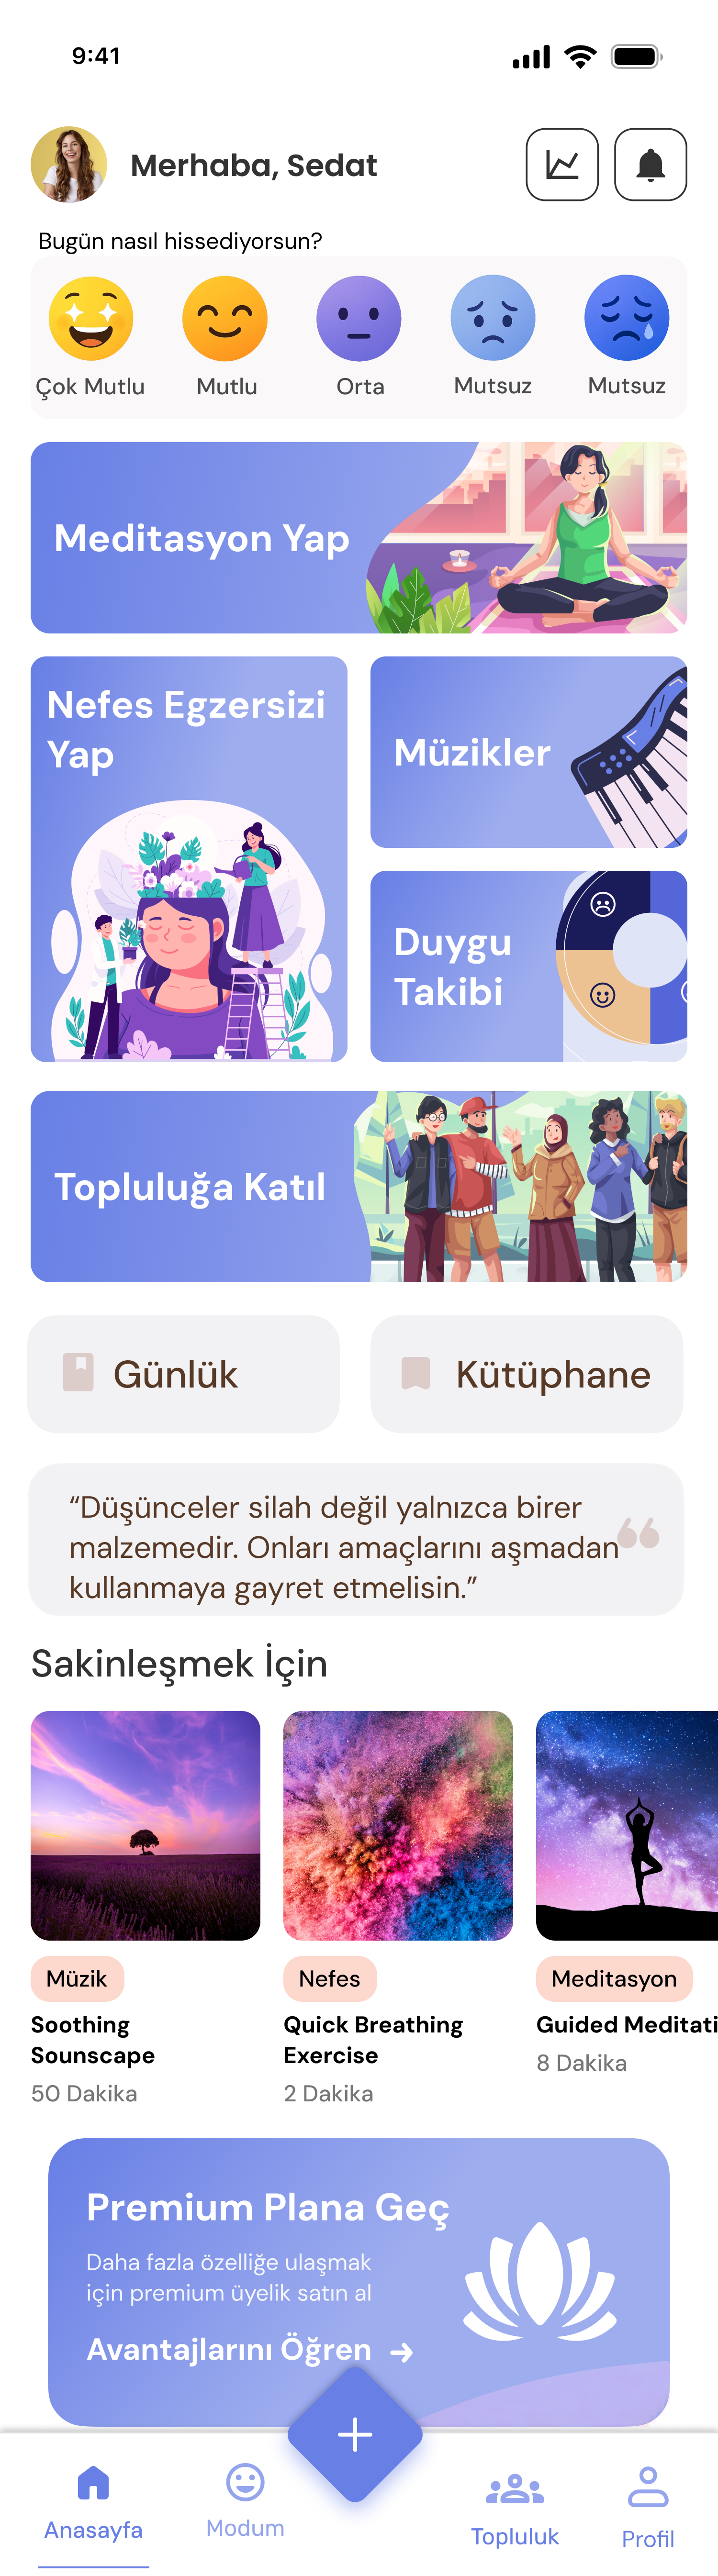 9:41
Merhaba, Sedat
Bugün nasıl hissediyorsun?
Çok Mutlu
Mutlu
Orta
Mutsuz
Mutsuz
Meditasyon Yap
Nefes Egzersizi
Yap
Müzikler
Duygu
Takibi
Topluluğa Katıl
Günlük
Kütüphane
“Düşünceler silah değil yalnızca birer
malzemedir. Onları amaçlarını aşmadan
kullanmaya gayret etmelisin.”
Sakinleşmek İçin
Müzik
Soothing
Sounscape
50 Dakika
Nefes
Quick Breathing
Exercise
2 Dakika
Meditasyon
Guided Meditati
8 Dakika
Premium Plana Geç
Daha fazla özelliğe ulaşmak
için premium üyelik satın al
Avantajlarını Öğren
Anasayfa
Modum
Topluluk
Profil